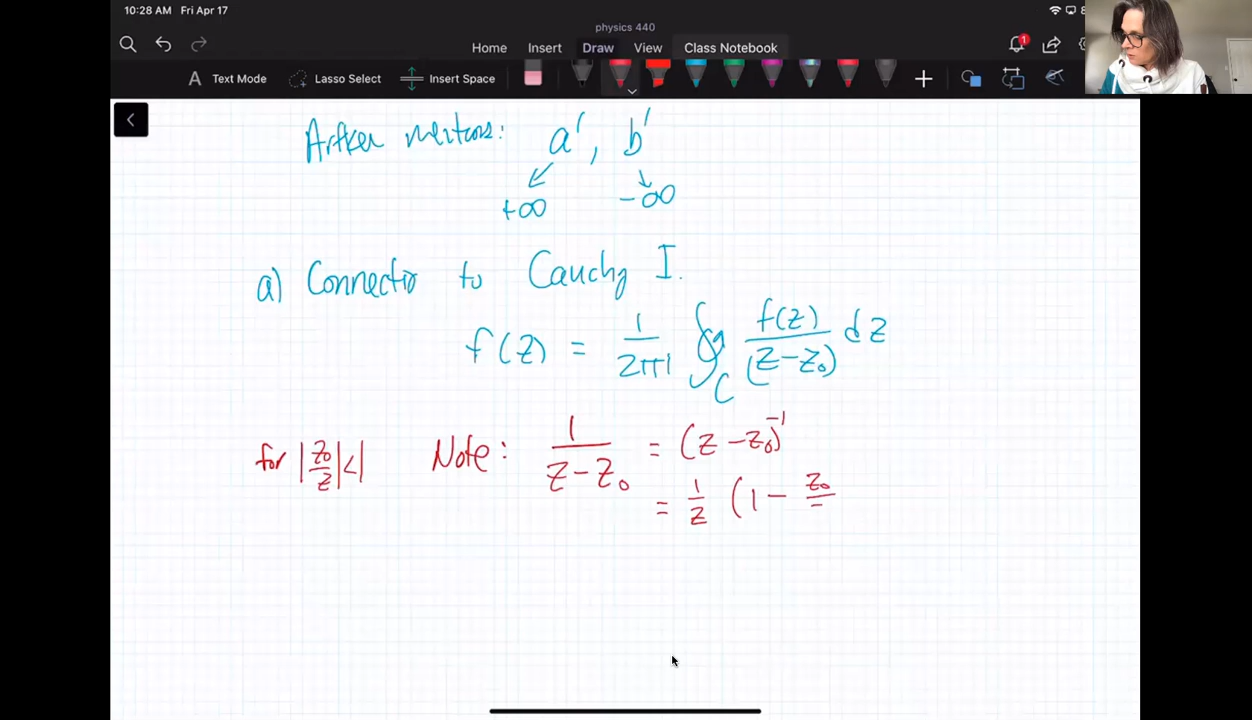 10:28 AM Fri Apr 17
physics 440
Home Insert Draw View Class Notebook
1
A Text Mode Lasso Select Insert Space
Arfken : a', b'
+∞ -∞
a) Connectio to Cauchy I.
f(z) = 1/2πi ∮_C f(z)/(z-z₀) dz
for |z₀/z|<1 Note: 1/z-z₀ = (z-z₀)⁻¹
= 1/z (1 - z₀/